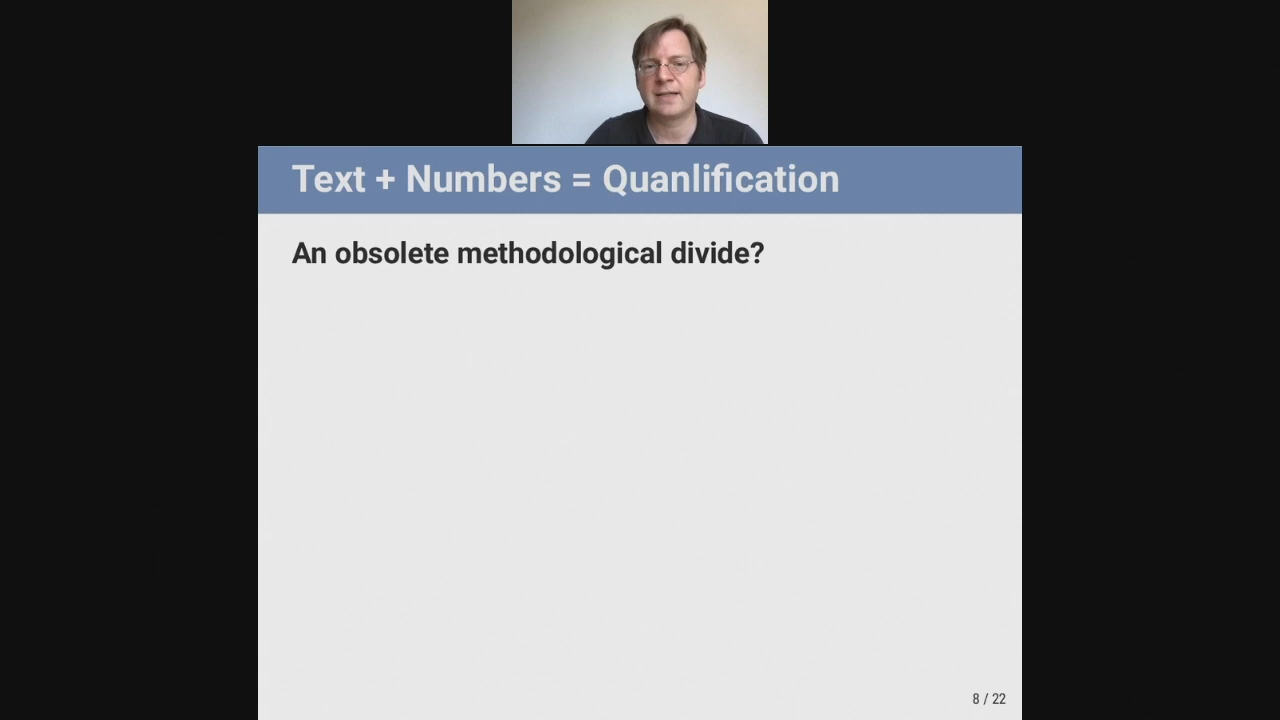 Text + Numbers = Quanlification
An obsolete methodological divide?
8 / 22